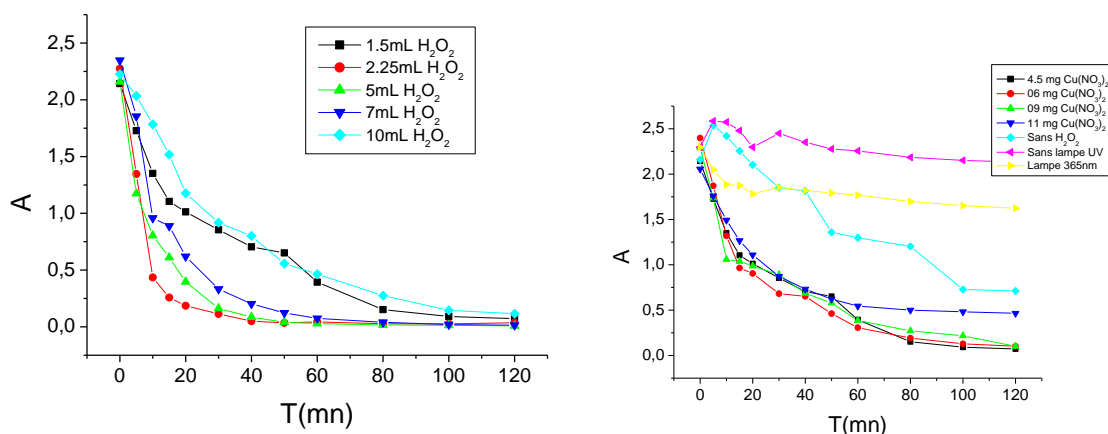 2,5
2,0
1,5
1,0
0,5
0,0
A
0 20 40 60 80 100 120
T(mn)
1.5mL H₂O₂
2.25mL H₂O₂
5mL H₂O₂
7mL H₂O₂
10mL H₂O₂
2,5
2,0
1,5
1,0
0,5
0,0
A
0 20 40 60 80 100 120
T(mn)
4.5 mg Cu(NO₃)₂
06 mg Cu(NO₃)₂
09 mg Cu(NO₃)₂
11 mg Cu(NO₃)₂
Sans H₂O₂
Sans lampe UV
Lampe 365nm